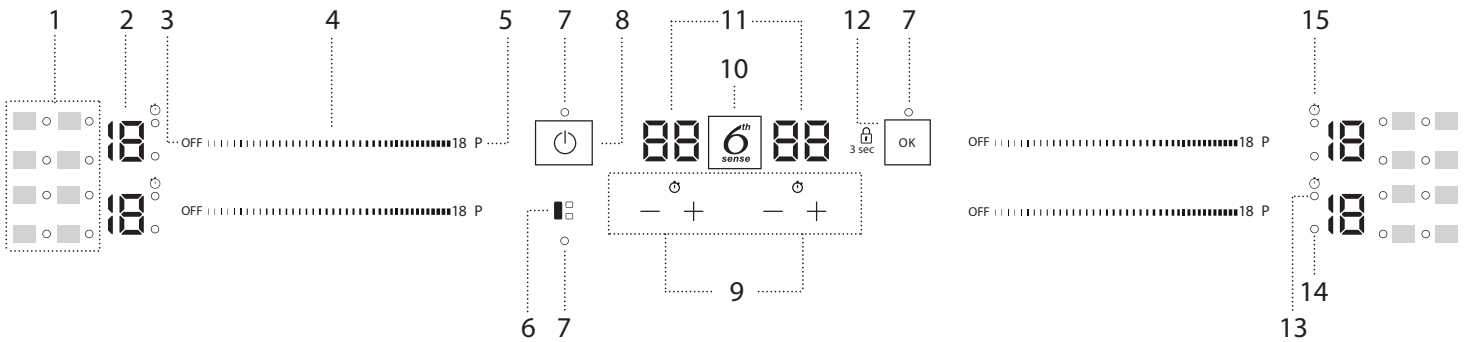 1 2 3 4 5 7 8 11 12 7 15
10
18 OFF 18 P 88 6th sense 88 3 sec OK OFF 18 P 18
18 OFF 18 P − + − + OFF 18 P 18
9
6 7 13 14